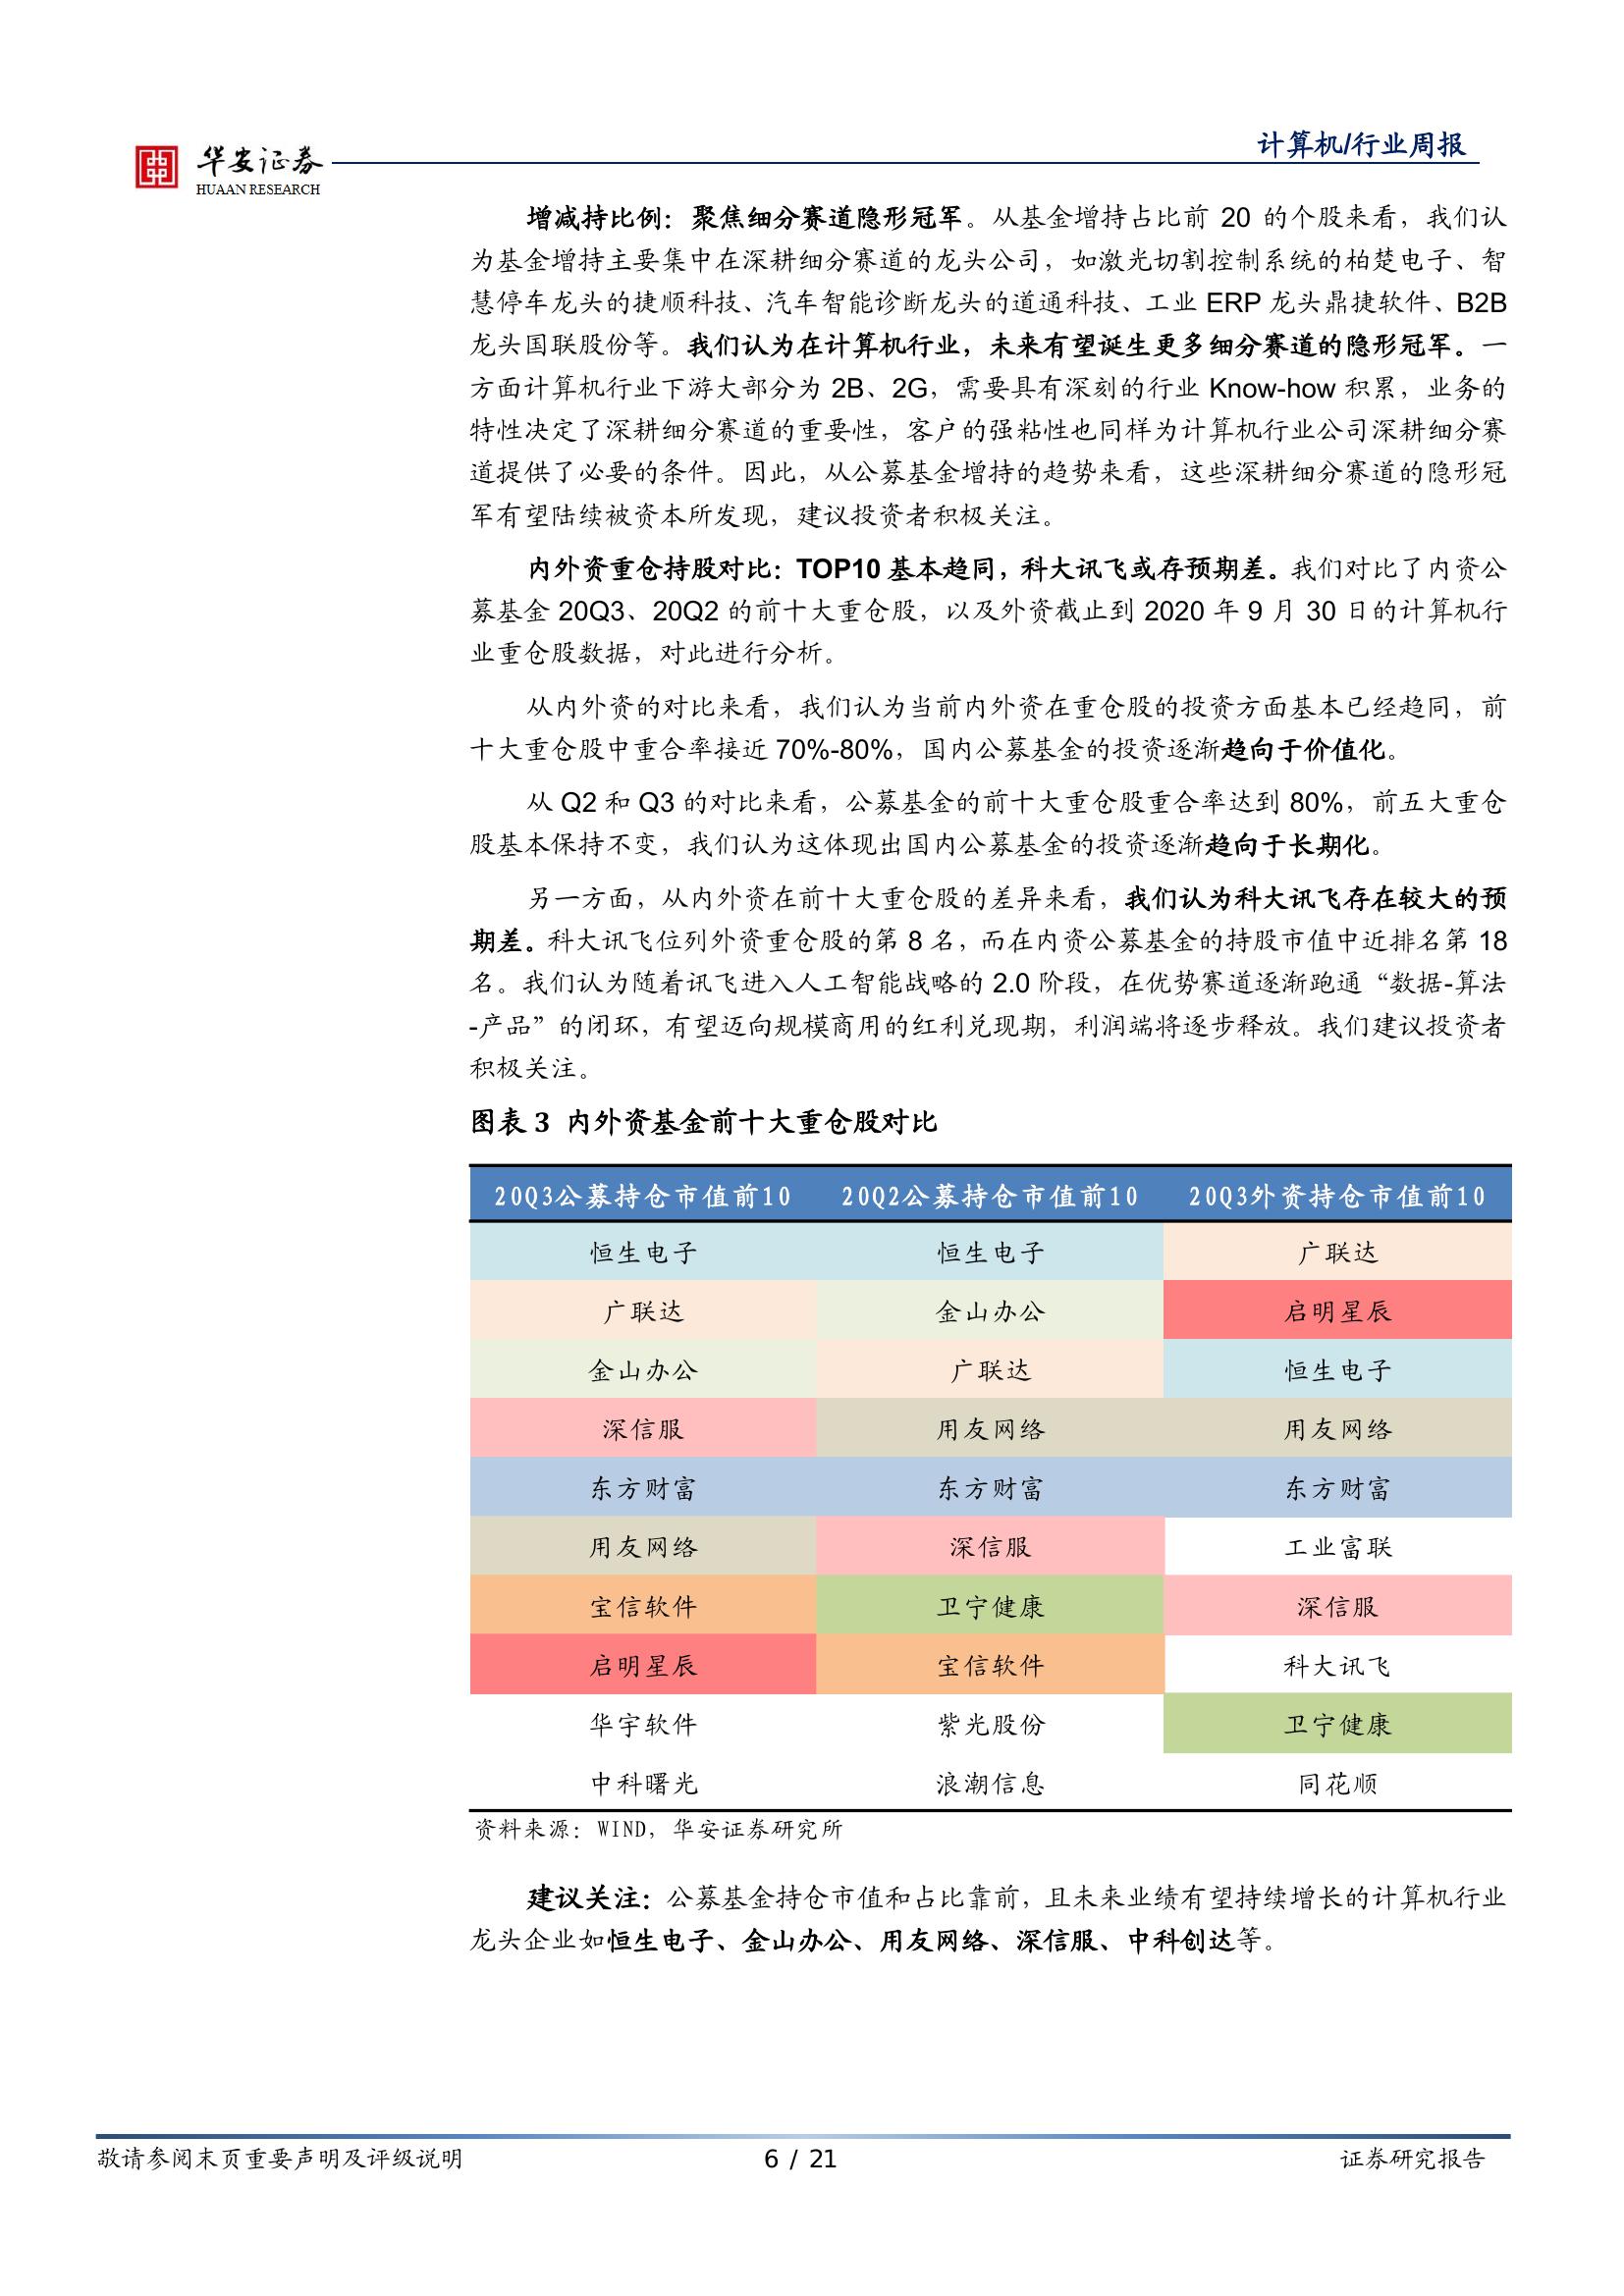 华安证券
HUAAN RESEARCH
计算机/行业周报
增减持比例：聚焦细分赛道隐形冠军。从基金增持占比前 20 的个股来看，我们认
为基金增持主要集中在深耕细分赛道的龙头公司，如激光切割控制系统的柏楚电子、智
慧停车龙头的捷顺科技、汽车智能诊断龙头的道通科技、工业 ERP 龙头鼎捷软件、B2B
龙头国联股份等。我们认为在计算机行业，未来有望诞生更多细分赛道的隐形冠军。一
方面计算机行业下游大部分为 2B、2G，需要具有深刻的行业 Know-how 积累，业务的
特性决定了深耕细分赛道的重要性，客户的强粘性也同样为计算机行业公司深耕细分赛
道提供了必要的条件。因此，从公募基金增持的趋势来看，这些深耕细分赛道的隐形冠
军有望陆续被资本所发现，建议投资者积极关注。
内外资重仓持股对比：TOP10 基本趋同，科大讯飞或存预期差。我们对比了内资公
募基金 20Q3、20Q2 的前十大重仓股，以及外资截止到 2020 年 9 月 30 日的计算机行
业重仓股数据，对此进行分析。
从内外资的对比来看，我们认为当前内外资在重仓股的投资方面基本已经趋同，前
十大重仓股中重合率接近 70%-80%，国内公募基金的投资逐渐趋向于价值化。
从 Q2 和 Q3 的对比来看，公募基金的前十大重仓股重合率达到 80%，前五大重仓
股基本保持不变，我们认为这体现出国内公募基金的投资逐渐趋向于长期化。
另一方面，从内外资在前十大重仓股的差异来看，我们认为科大讯飞存在较大的预
期差。科大讯飞位列外资重仓股的第 8 名，而在内资公募基金的持股市值中近排名第 18
名。我们认为随着讯飞进入人工智能战略的 2.0 阶段，在优势赛道逐渐跑通“数据-算法
-产品”的闭环，有望迈向规模商用的红利兑现期，利润端将逐步释放。我们建议投资者
积极关注。
图表 3 内外资基金前十大重仓股对比
20Q3公募持仓市值前10 20Q2公募持仓市值前10 20Q3外资持仓市值前10
恒生电子 恒生电子 广联达
广联达 金山办公 启明星辰
金山办公 广联达 恒生电子
深信服 用友网络 用友网络
东方财富 东方财富 东方财富
用友网络 深信服 工业富联
宝信软件 卫宁健康 深信服
启明星辰 宝信软件 科大讯飞
华宇软件 紫光股份 卫宁健康
中科曙光 浪潮信息 同花顺
资料来源：WIND，华安证券研究所
建议关注：公募基金持仓市值和占比靠前，且未来业绩有望持续增长的计算机行业
龙头企业如恒生电子、金山办公、用友网络、深信服、中科创达等。
敬请参阅末页重要声明及评级说明 6 / 21 证券研究报告